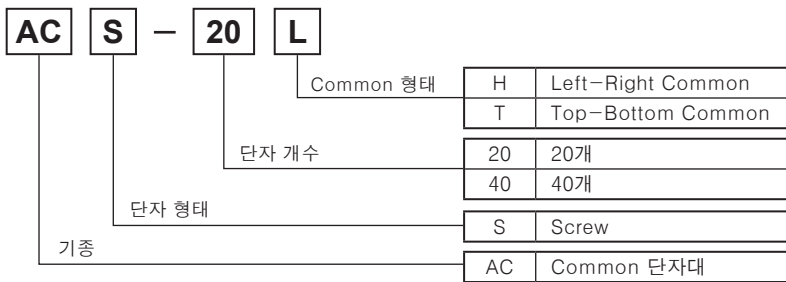 AC S - 20 L
Common 형태
H Left-Right Common
T Top-Bottom Common
단자 개수
20 20개
40 40개
단자 형태
S Screw
기종
AC Common 단자대